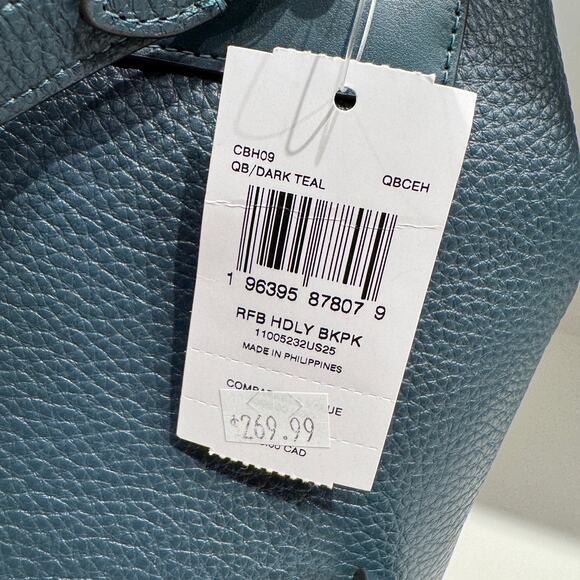 CBH09
QB/DARK TEAL QBCEH
1 96395 87807 9
RFB HDLY BKPK
11005232US25
MADE IN PHILIPPINES
$269.99
CAD